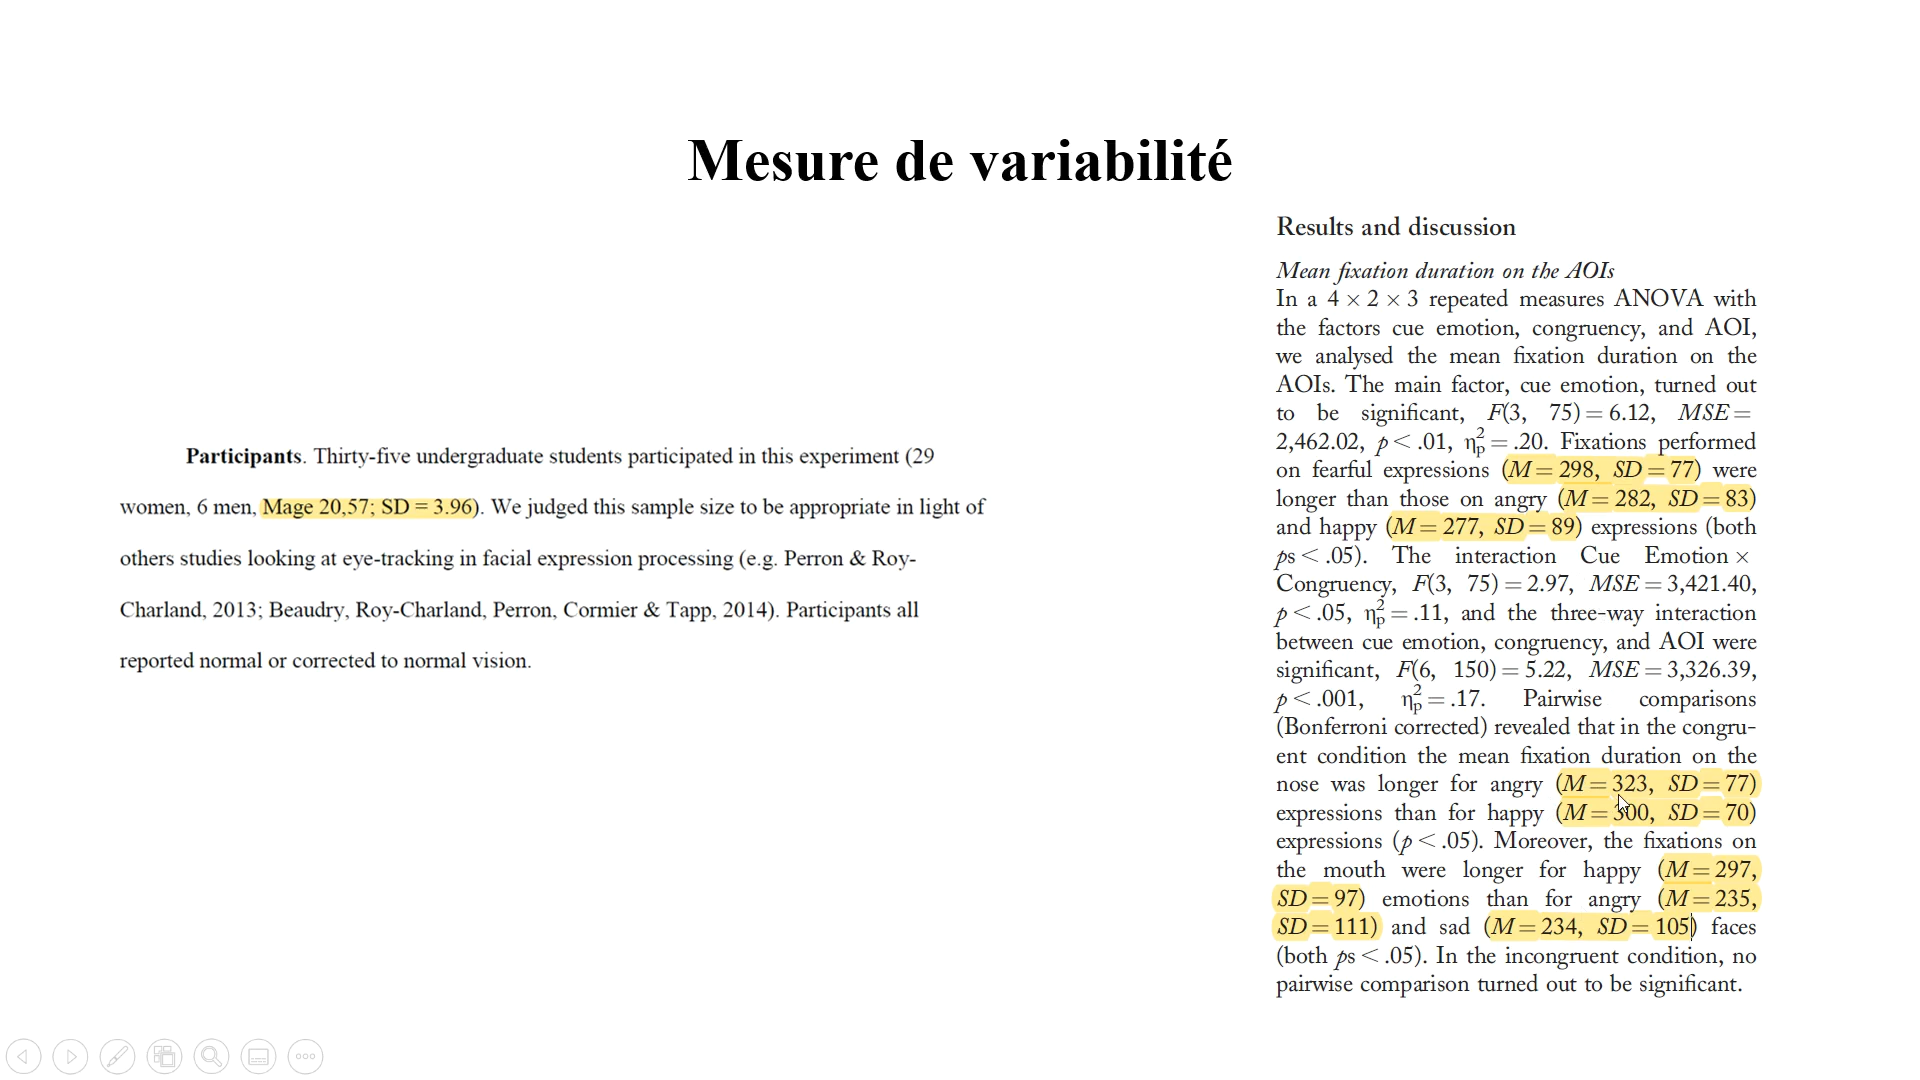 Mesure de variabilité
Participants. Thirty-five undergraduate students participated in this experiment (29
women, 6 men, Mage 20,57; SD = 3.96). We judged this sample size to be appropriate in light of
others studies looking at eye-tracking in facial expression processing (e.g. Perron & Roy-
Charland, 2013; Beaudry, Roy-Charland, Perron, Cormier & Tapp, 2014). Participants all
reported normal or corrected to normal vision.
Results and discussion
Mean fixation duration on the AOIs
In a 4 × 2 × 3 repeated measures ANOVA with
the factors cue emotion, congruency, and AOI,
we analysed the mean fixation duration on the
AOIs. The main factor, cue emotion, turned out
to be significant, F(3, 75) = 6.12, MSE =
2,462.02, p < .01, η²p = .20. Fixations performed
on fearful expressions (M = 298, SD = 77) were
longer than those on angry (M = 282, SD = 83)
and happy (M = 277, SD = 89) expressions (both
ps < .05). The interaction Cue Emotion ×
Congruency, F(3, 75) = 2.97, MSE = 3,421.40,
p < .05, η²p = .11, and the three-way interaction
between cue emotion, congruency, and AOI were
significant, F(6, 150) = 5.22, MSE = 3,326.39,
p < .001, η²p = .17. Pairwise comparisons
(Bonferroni corrected) revealed that in the congru-
ent condition the mean fixation duration on the
nose was longer for angry (M = 323, SD = 77)
expressions than for happy (M = 300, SD = 70)
expressions (p < .05). Moreover, the fixations on
the mouth were longer for happy (M = 297,
SD = 97) emotions than for angry (M = 235,
SD = 111) and sad (M = 234, SD = 105) faces
(both ps < .05). In the incongruent condition, no
pairwise comparison turned out to be significant.